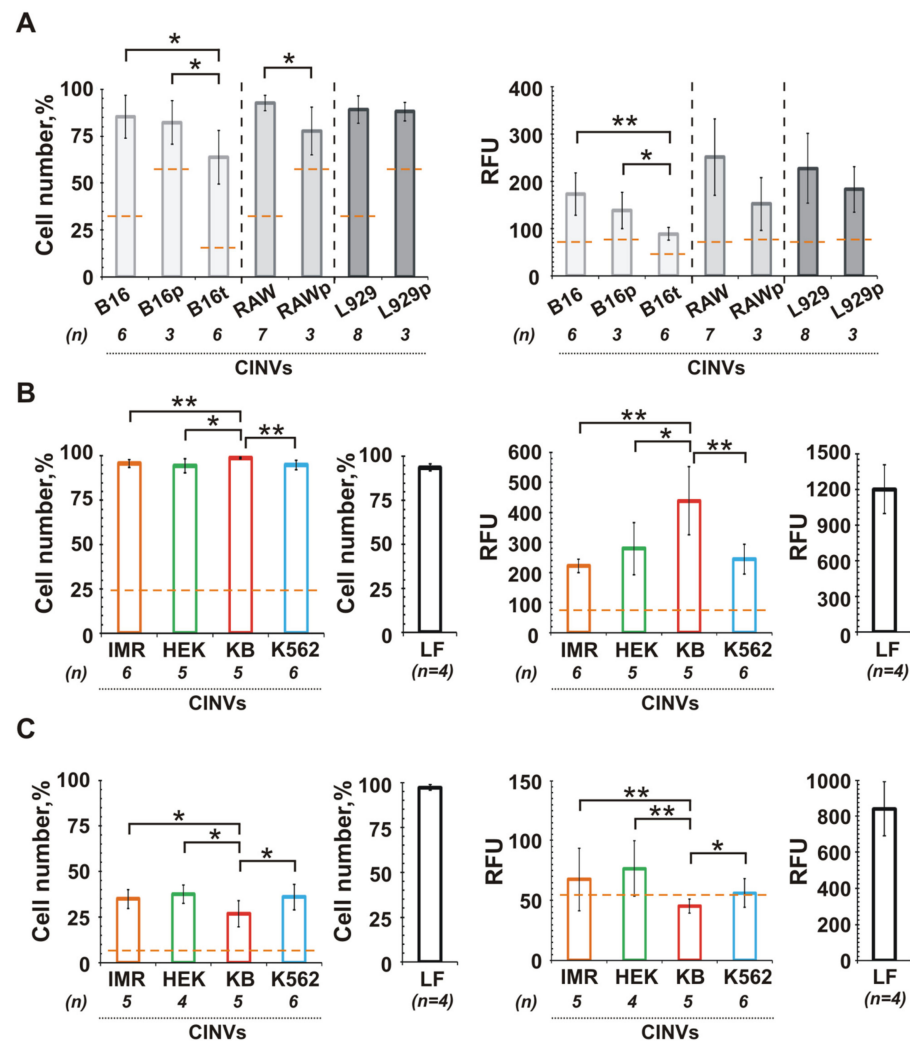 A
Cell number,%
100
75
50
25
0
* * *
B16 B16p B16t RAW RAWp L929 L929p
(n) 6 3 6 7 3 8 3
CINVs
RFU
400
300
200
100
0
** *
B16 B16p B16t RAW RAWp L929 L929p
6 3 6 7 3 8 3
CINVs
B
Cell number,%
100
75
50
25
0
** * **
IMR HEK KB K562
(n) 6 5 5 6
CINVs
Cell number,%
100
75
50
25
0
LF
(n=4)
RFU
600
500
400
300
200
100
0
** * **
IMR HEK KB K562
(n) 6 5 5 6
CINVs
RFU
1500
1200
900
600
300
0
LF
(n=4)
C
Cell number,%
100
75
50
25
0
* * *
IMR HEK KB K562
(n) 5 4 5 6
CINVs
Cell number,%
100
75
50
25
0
LF
(n=4)
RFU
150
100
50
0
** ** *
IMR HEK KB K562
(n) 5 4 5 6
CINVs
RFU
1000
800
600
400
200
0
LF
(n=4)